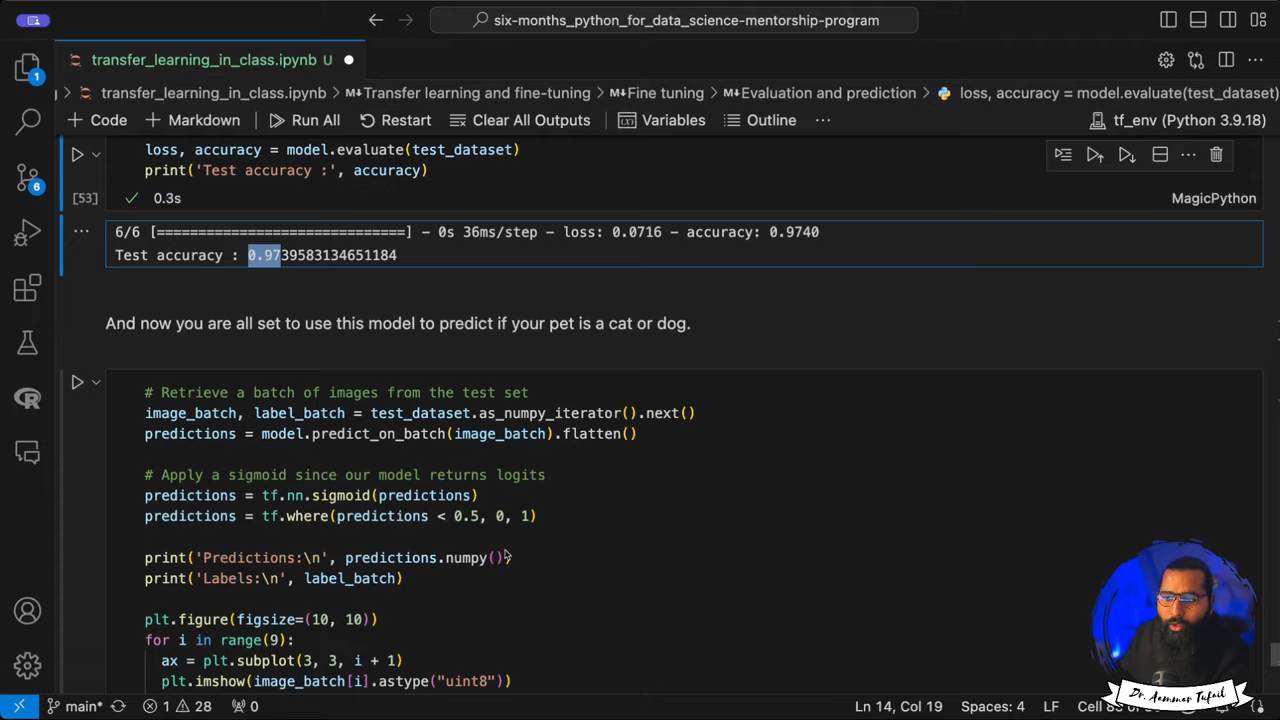 six-months_python_for_data_science-mentorship-program
transfer_learning_in_class.ipynb U
transfer_learning_in_class.ipynb > Transfer learning and fine-tuning > Fine tuning > Evaluation and prediction > loss, accuracy = model.evaluate(test_dataset)
+ Code + Markdown Run All Restart Clear All Outputs Variables Outline ... tf_env (Python 3.9.18)
loss, accuracy = model.evaluate(test_dataset)
print('Test accuracy :', accuracy)
[53] 0.3s MagicPython
6/6 [==============================] - 0s 36ms/step - loss: 0.0716 - accuracy: 0.9740
Test accuracy : 0.9739583134651184
And now you are all set to use this model to predict if your pet is a cat or dog.
# Retrieve a batch of images from the test set
image_batch, label_batch = test_dataset.as_numpy_iterator().next()
predictions = model.predict_on_batch(image_batch).flatten()
# Apply a sigmoid since our model returns logits
predictions = tf.nn.sigmoid(predictions)
predictions = tf.where(predictions < 0.5, 0, 1)
print('Predictions:\n', predictions.numpy())
print('Labels:\n', label_batch)
plt.figure(figsize=(10, 10))
for i in range(9):
ax = plt.subplot(3, 3, i + 1)
plt.imshow(image_batch[i].astype("uint8"))
1
6
R
main* 1 28 0 Ln 14, Col 19 Spaces: 4 LF
Dr. Aammar Tufail